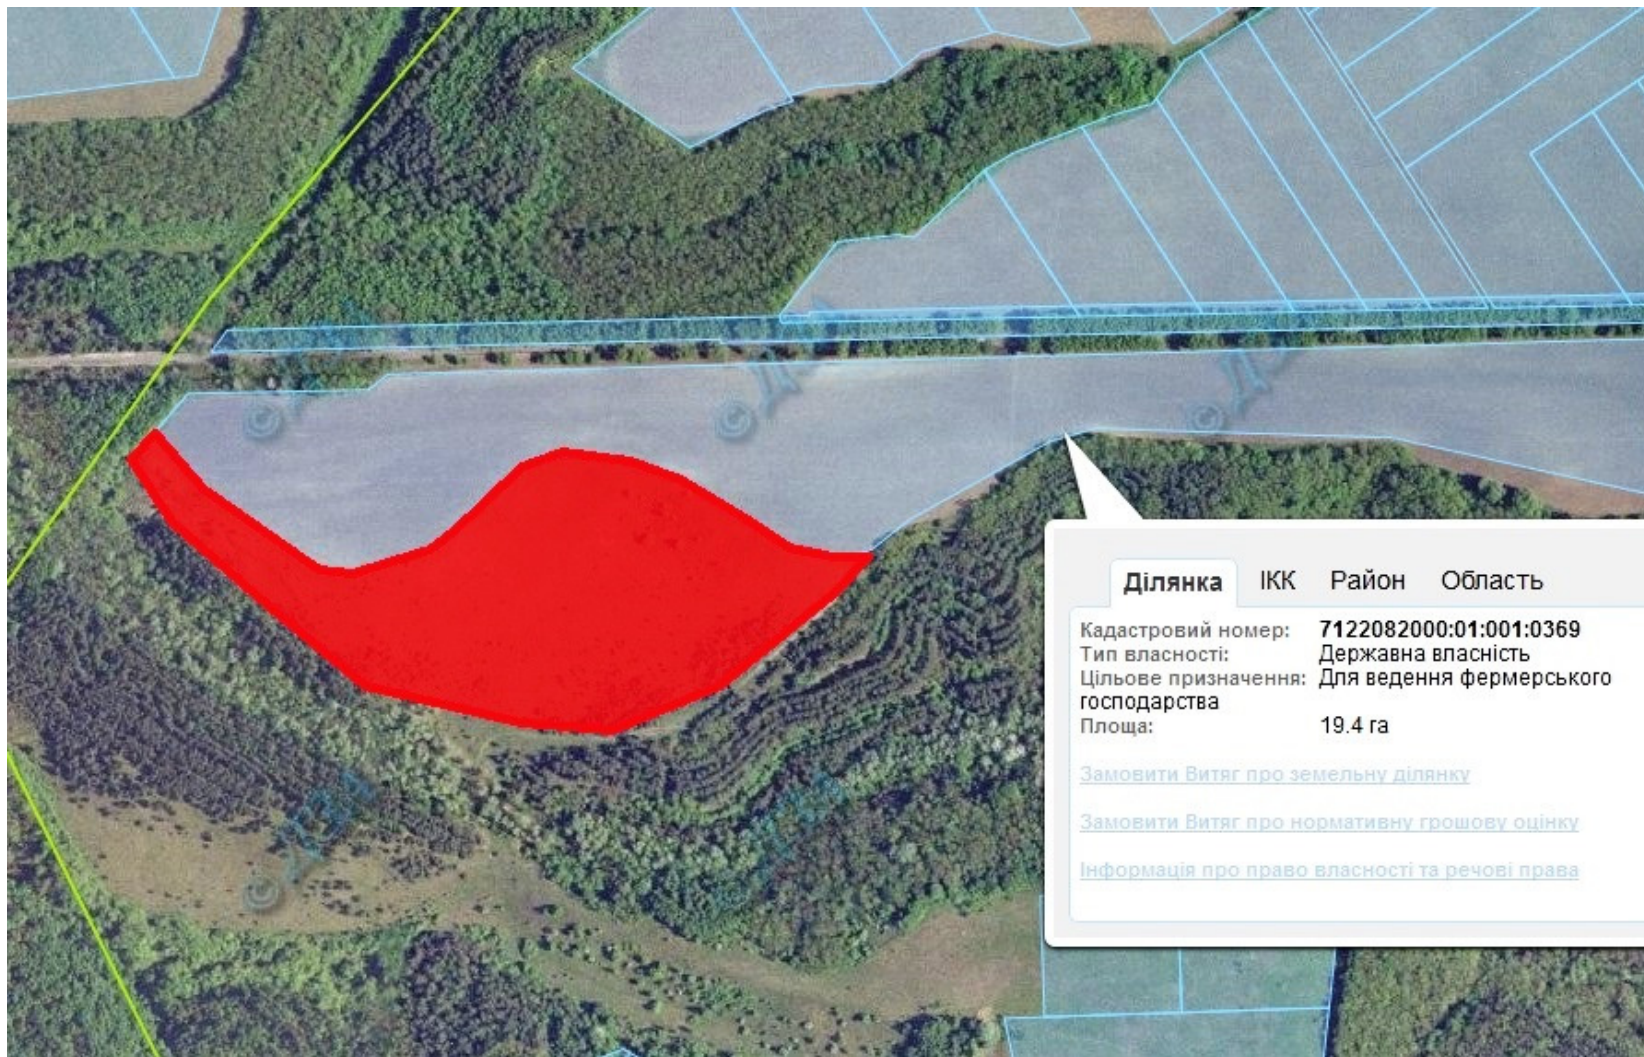 Ділянка ІКК Район Область
Кадастровий номер: 7122082000:01:001:0369
Тип власності: Державна власність
Цільове призначення: Для ведення фермерського
господарства
Площа: 19.4 га
Замовити Витяг про земельну ділянку
Замовити Витяг про нормативну грошову оцінку
Інформація про право власності та речові права